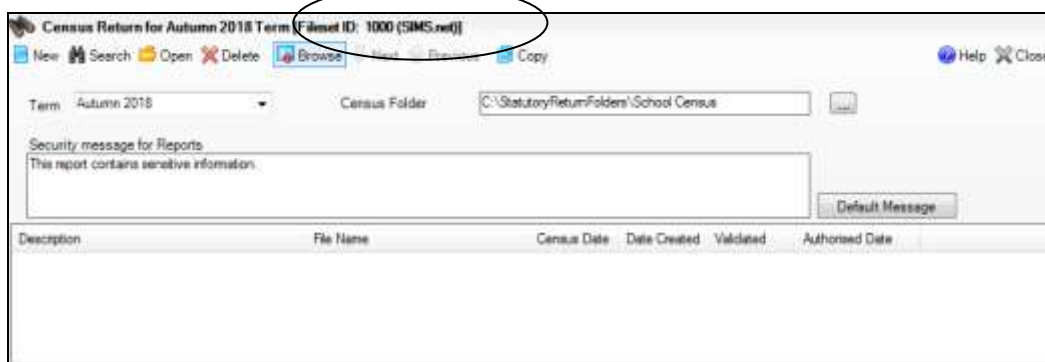 Census Return for Autumn 2018 Term [Fileset ID: 1000 (SIMS.net)]
New Search Open Delete Browse Next Previous Copy Help Close
Term Autumn 2018 Census Folder C:\StatutoryReturnFolders\School Census ...
Security message for Reports
This report contains sensitive information.
Default Message
Description File Name Census Date Date Created Validated Authorised Date